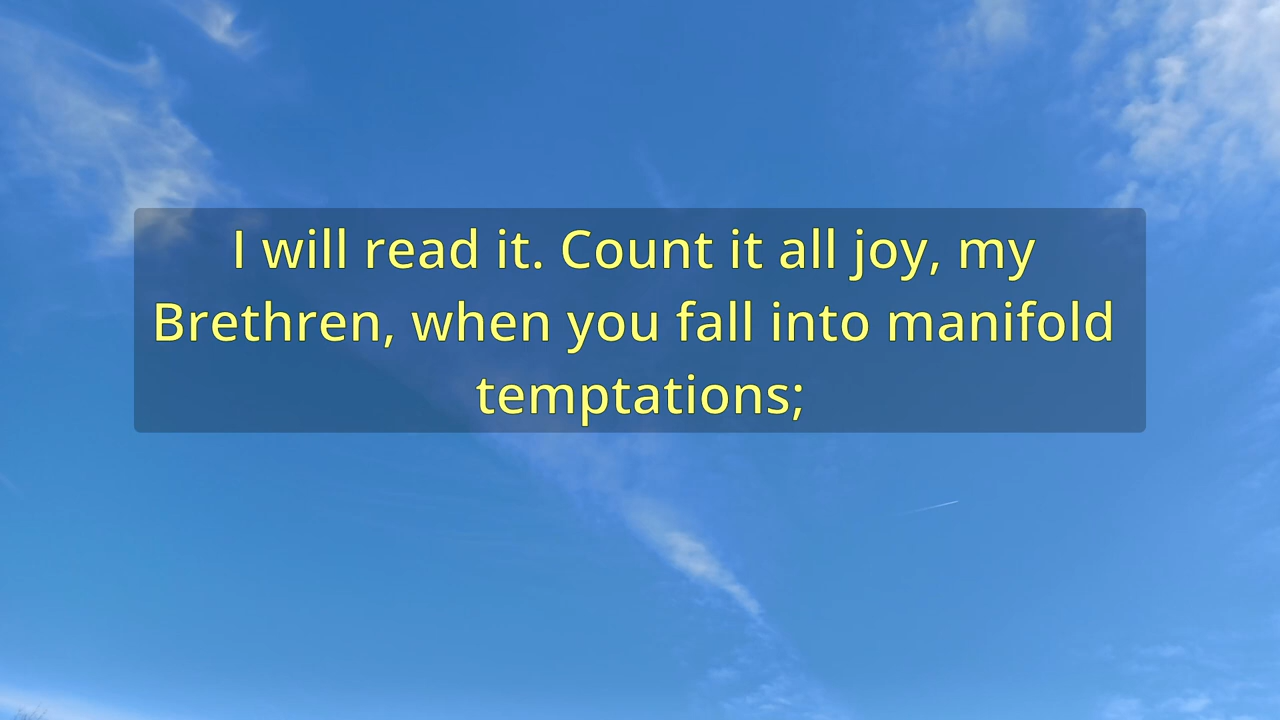 I will read it. Count it all joy, my
Brethren, when you fall into manifold
temptations;